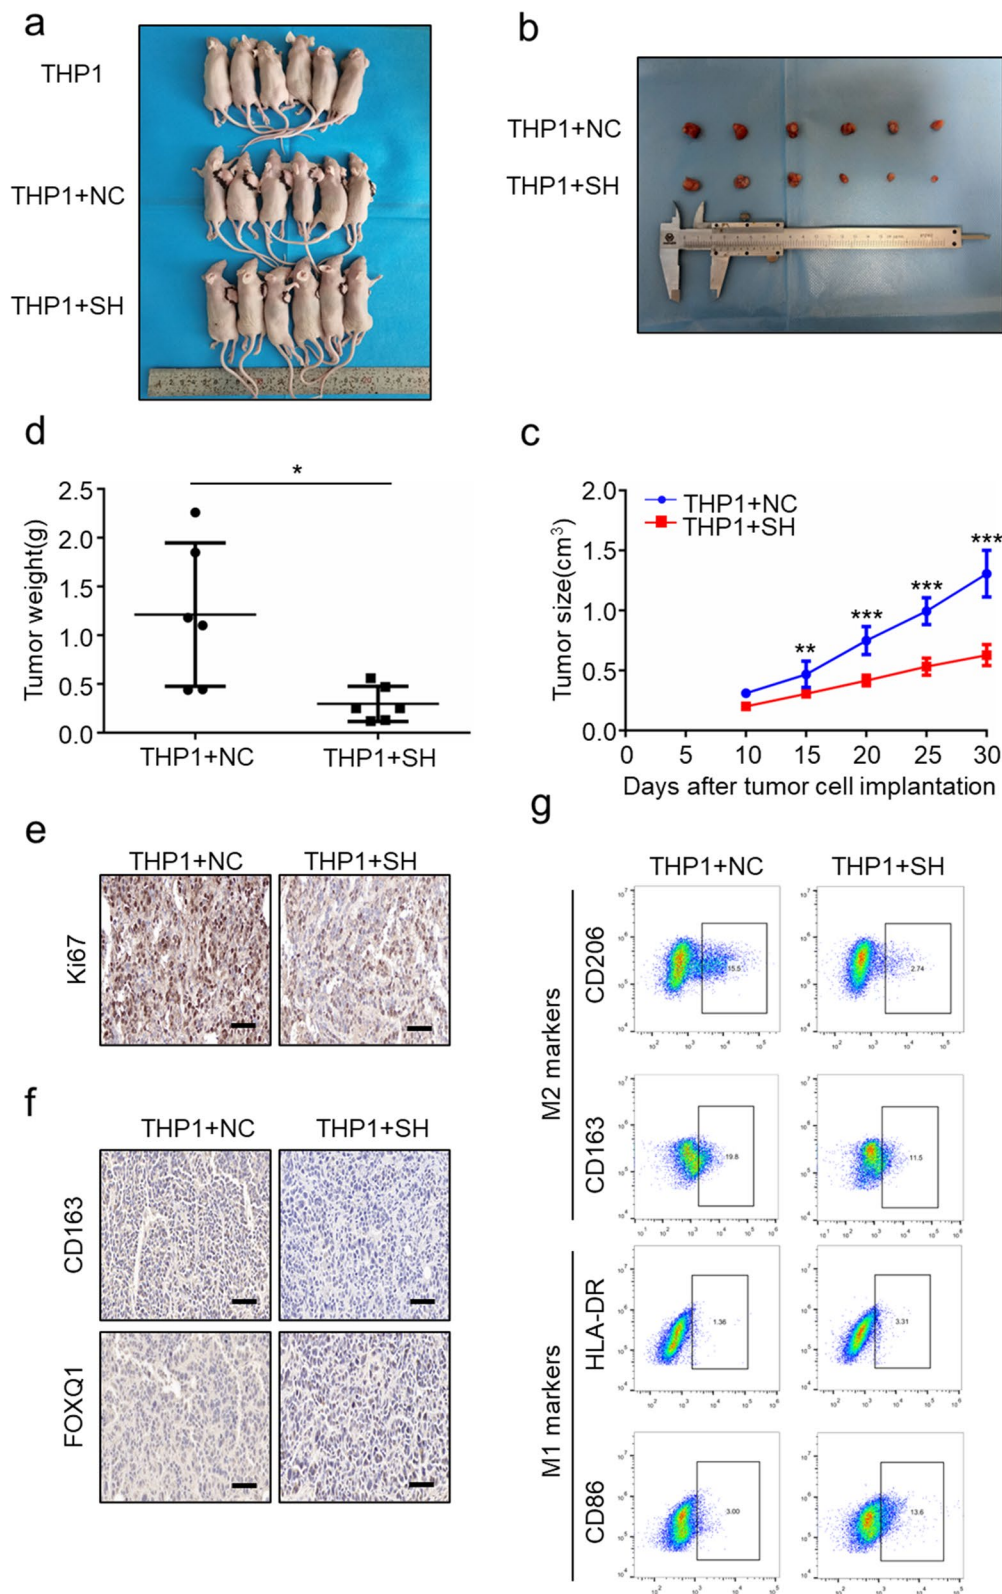 a
THP1
THP1+NC
THP1+SH
b
THP1+NC
THP1+SH
d
*
Tumor weight(g)
2.5
2.0
1.5
1.0
0.5
0.0
THP1+NC
THP1+SH
c
Tumor size(cm³)
2.0
1.5
1.0
0.5
0.0
THP1+NC
THP1+SH
**
***
***
***
0 5 10 15 20 25 30
Days after tumor cell implantation
e
THP1+NC THP1+SH
Ki67
f
THP1+NC THP1+SH
CD163
FOXQ1
g
THP1+NC THP1+SH
M2 markers
CD206
15.5
2.74
CD163
19.8
11.5
M1 markers
HLA-DR
1.36
3.31
CD86
3.00
13.6